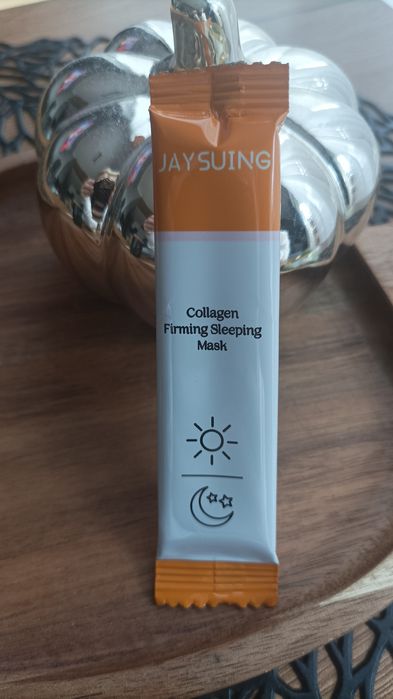 JAYSUING
Collagen
Firming Sleeping
Mask